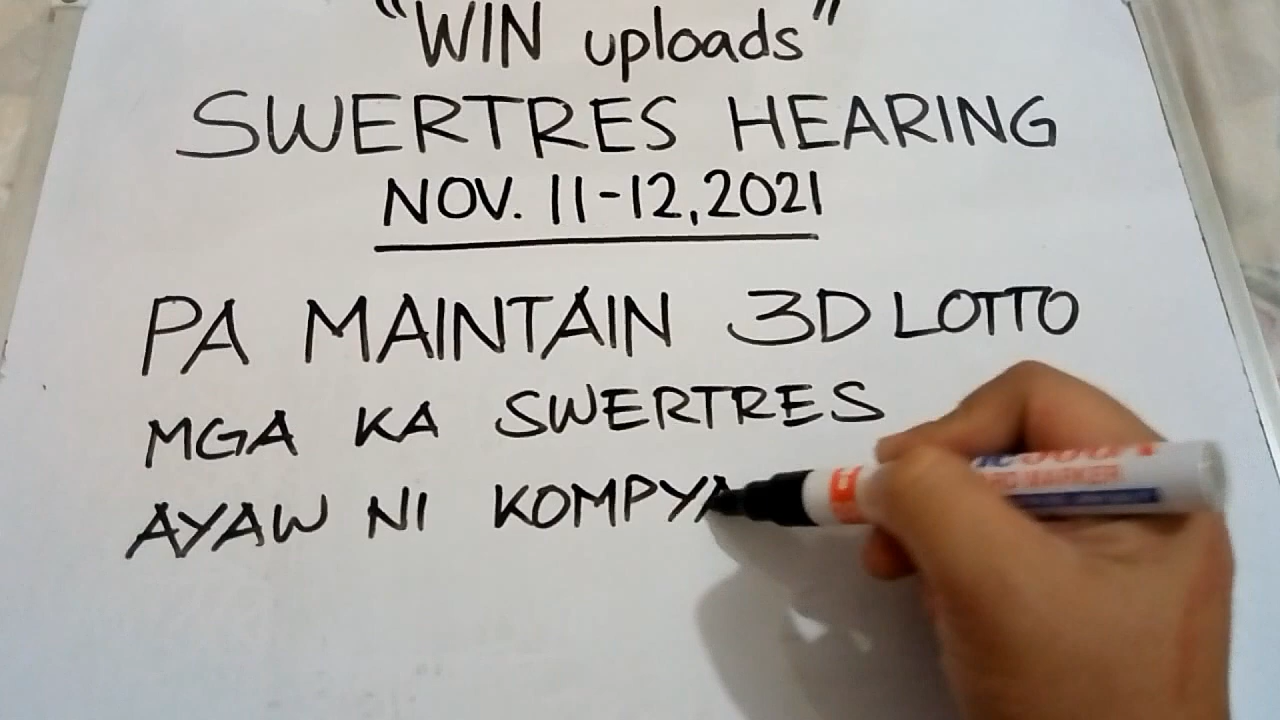 “WIN uploads”
SWERTRES HEARING
NOV. 11-12,2021
PA MAINTAIN 3D LOTTO
MGA KA SWERTRES
AYAW NI KOMPYA